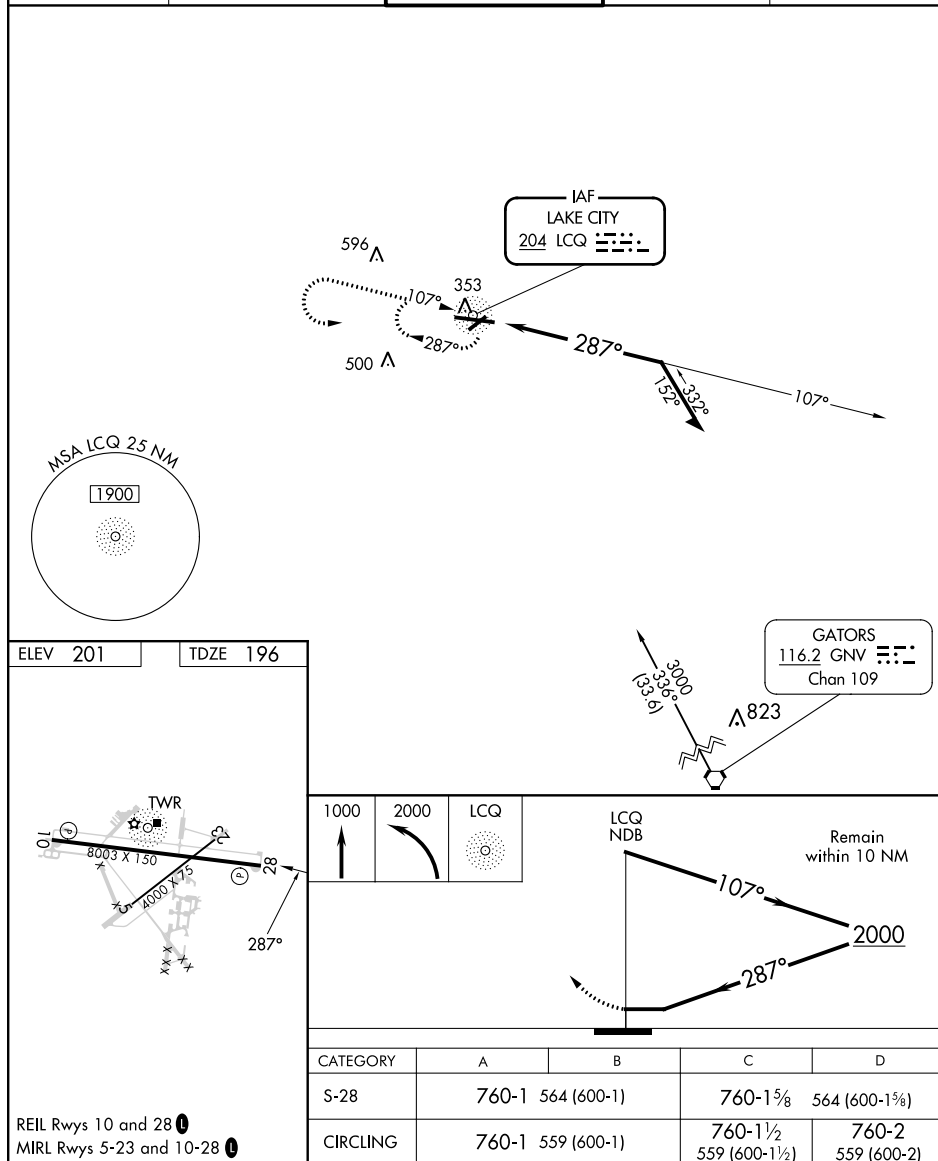 IAF
LAKE CITY
204 LCQ
596
353
107°
287°
500
287°
152°
332°
107°
MSA LCQ 25 NM
1900
GATORS
116.2 GNV
Chan 109
3000
336°
(33.6)
823
ELEV 201
TDZE 196
TWR
10
8003 X 150
23
4000 X 75
5
28
P
P
X
X
X
X
X
X
X
287°
REIL Rwys 10 and 28 L
MIRL Rwys 5-23 and 10-28 L
1000
2000
LCQ
LCQ
NDB
Remain
within 10 NM
107°
2000
287°
CATEGORY A B C D
S-28 760-1 564 (600-1) 760-1⅝ 564 (600-1⅝)
CIRCLING 760-1 559 (600-1) 760-1½ 559 (600-1½) 760-2 559 (600-2)